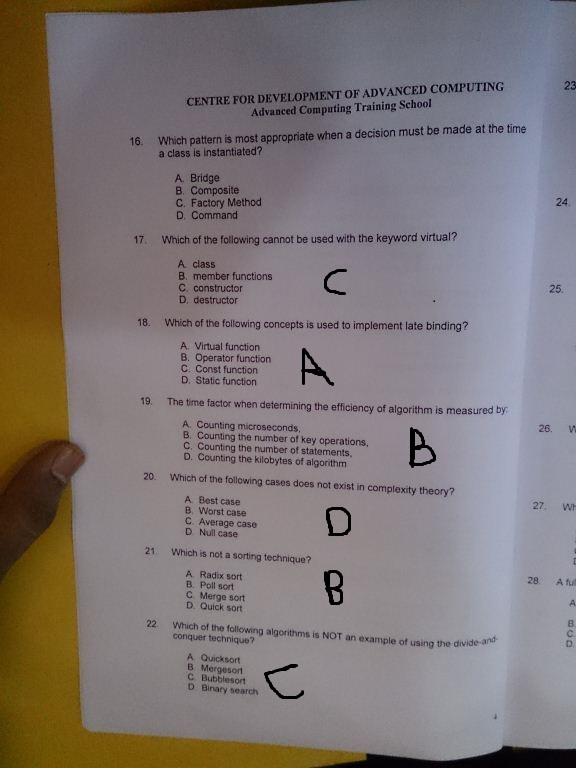 CENTRE FOR DEVELOPMENT OF ADVANCED COMPUTING
Advanced Computing Training School
16. Which pattern is most appropriate when a decision must be made at the time
a class is instantiated?
A. Bridge
B. Composite
C. Factory Method
D. Command
17. Which of the following cannot be used with the keyword virtual?
A. class
B. member functions
C. constructor
D. destructor
C
18. Which of the following concepts is used to implement late binding?
A. Virtual function
B. Operator function
C. Const function
D. Static function
A
19. The time factor when determining the efficiency of algorithm is measured by:
A. Counting microseconds,
B. Counting the number of key operations,
C. Counting the number of statements,
D. Counting the kilobytes of algorithm
B
20. Which of the following cases does not exist in complexity theory?
A. Best case
B. Worst case
C. Average case
D. Null case
D
21. Which is not a sorting technique?
A. Radix sort
B. Poll sort
C. Merge sort
D. Quick sort
B
22. Which of the following algorithms is NOT an example of using the divide-and-
conquer technique?
A. Quicksort
B. Mergesort
C. Bubblesort
D. Binary search
C
4
23
24.
25.
26. W
27. Wh
28. A ful
A
B.
C.
D.